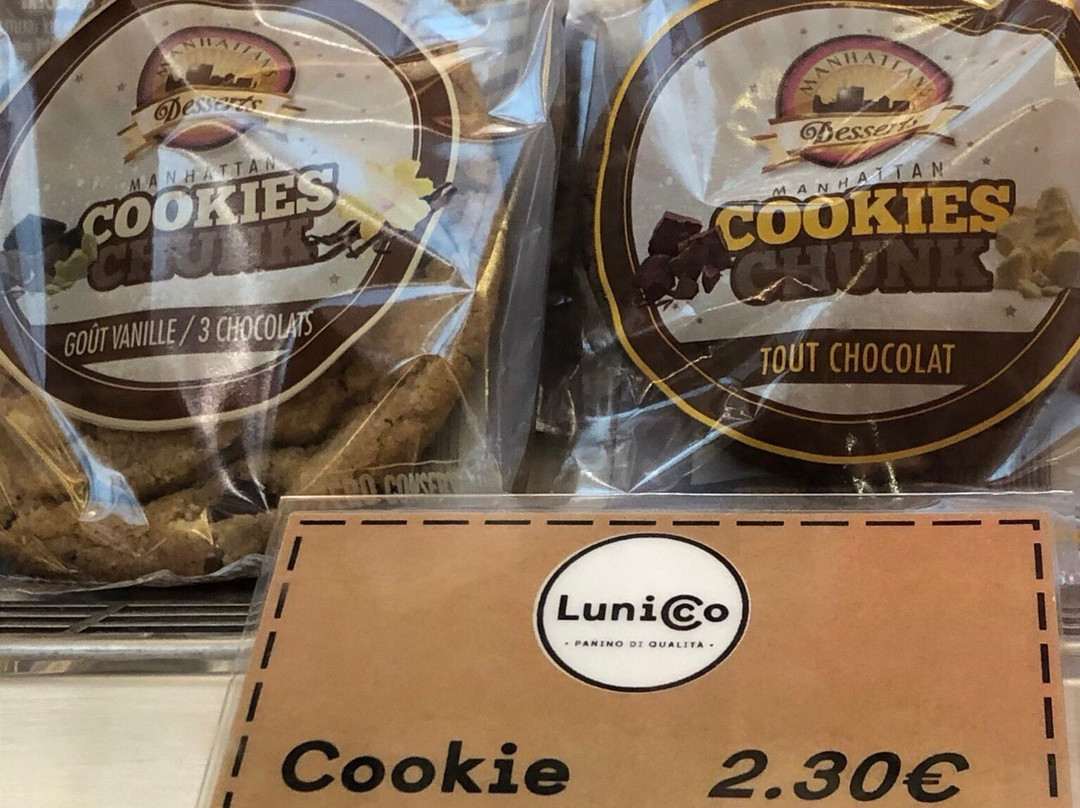 MANHATTAN'S
Desserts
MANHATTAN
COOKIES
CHUNK
GOÛT VANILLE / 3 CHOCOLATS
MANHATTAN'S
Desserts
MANHATTAN
COOKIES
CHUNK
TOUT CHOCOLAT
Lunicco
- PANINO DI QUALITÀ -
Cookie 2.30€